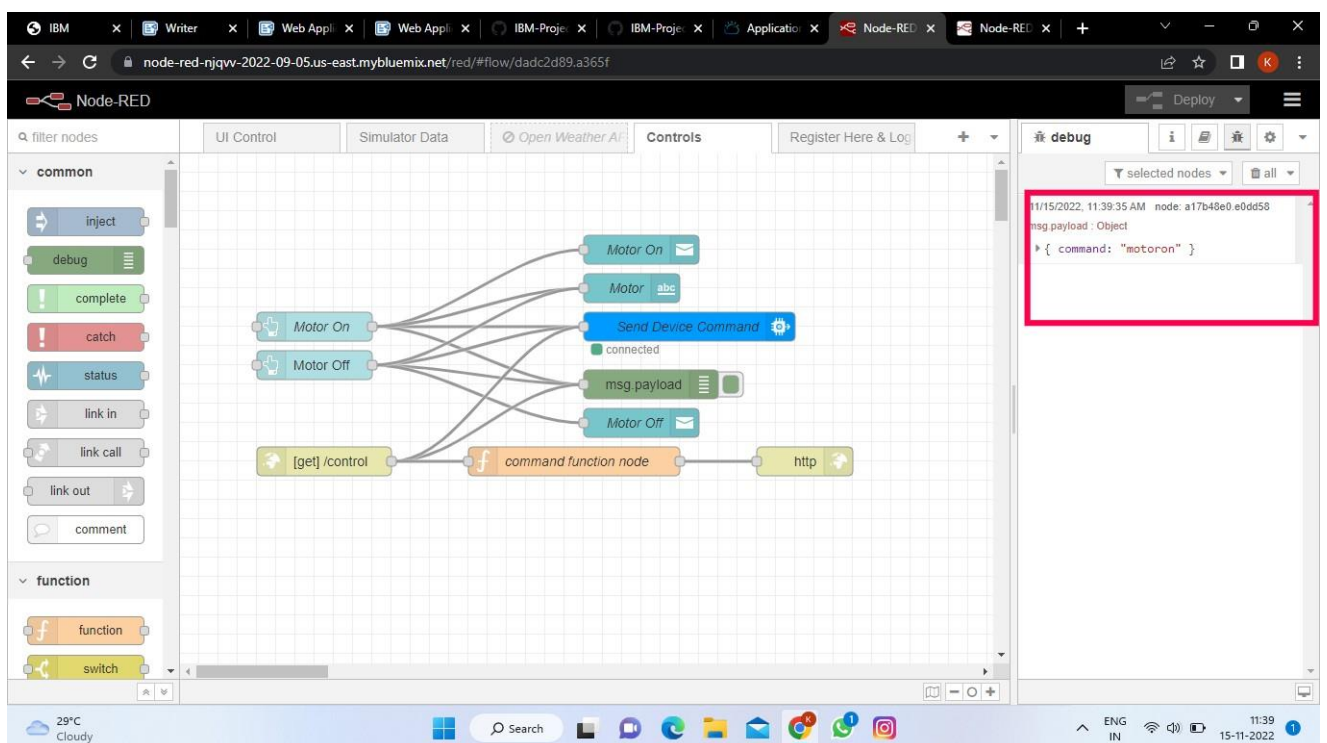 IBM
Writer
Web Appli
Web Appli
IBM-Projec
IBM-Projec
Application
Node-RED
Node-RED
node-red-njqvv-2022-09-05.us-east.mybluemix.net/red/#flow/dadc2d89.a365f
K
Node-RED
Deploy
filter nodes
UI Control
Simulator Data
Open Weather AP
Controls
Register Here & Log
debug
i
common
selected nodes
all
inject
debug
complete
catch
status
link in
link call
link out
comment
function
function
switch
Motor On
Motor Off
[get] /control
Motor On
Motor abc
Send Device Command
connected
msg.payload
Motor Off
command function node
http
11/15/2022, 11:39:35 AM node: a17b48e0.e0dd58
msg.payload : Object
{ command: "motoron" }
29°C
Cloudy
Search
ENG
IN
11:39
15-11-2022
1